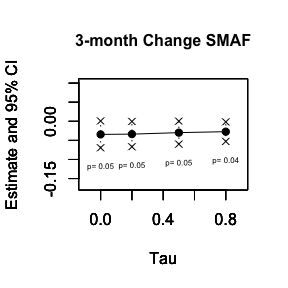 3-month Change SMAF
Estimate and 95% CI
0.00
-0.15
p= 0.05 p= 0.05 p= 0.05 p= 0.04
0.0 0.4 0.8
Tau